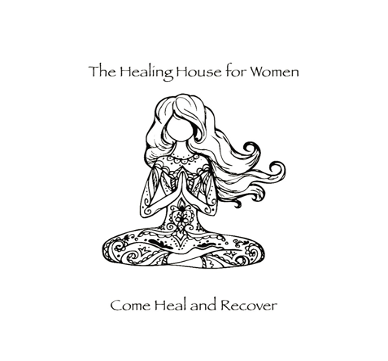 The Healing House for Women
Come Heal and Recover